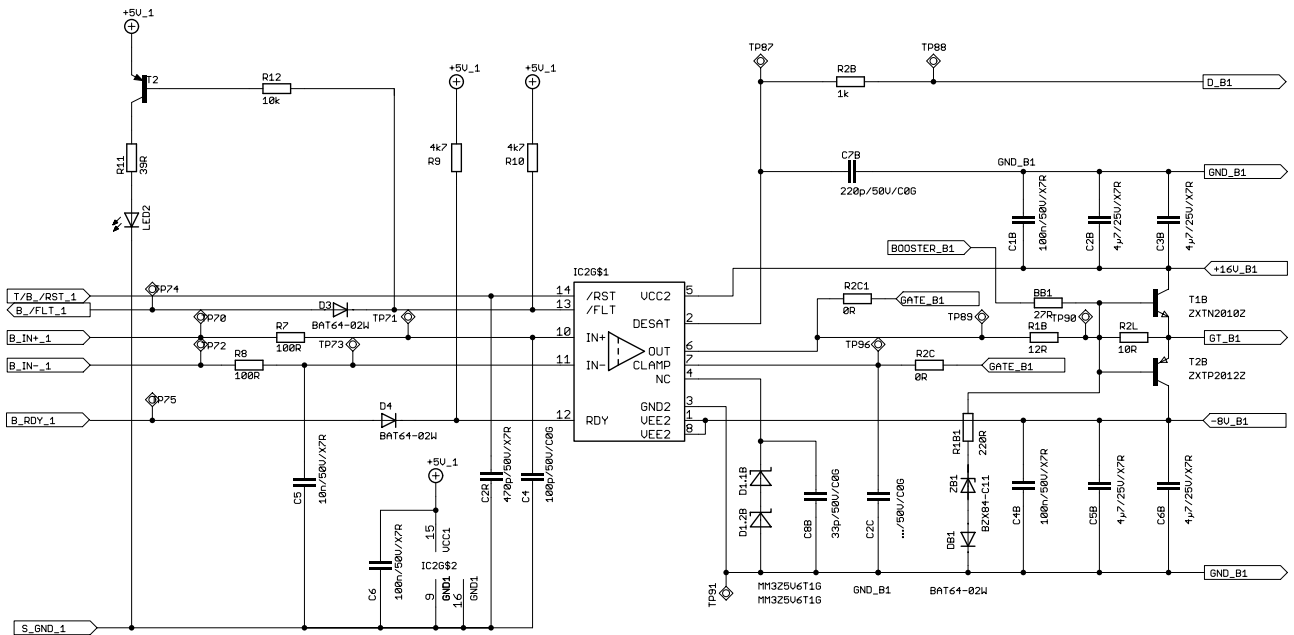 +5V_1
T2
R12
10k
R11
39R
LED2
+5V_1
4k7
R9
+5V_1
4k7
R10
TP87
TP88
R2B
1k
D_B1
C7B
220p/50V/C0G
GND_B1
GND_B1
C1B
100n/50V/X7R
C2B
4µ7/25V/X7R
C3B
4µ7/25V/X7R
BOOSTER_B1
+16V_B1
IC2G$1
T/B_/RST_1
TP74
14
/RST
VCC2
5
B_/FLT_1
D3
BAT64-02W
13
/FLT
DESAT
2
TP70
TP71
B_IN+_1
R7
100R
10
IN+
OUT
6
TP72
TP73
B_IN-_1
R8
100R
11
IN-
CLAMP
7
NC
4
TP75
B_RDY_1
D4
BAT64-02W
12
RDY
GND2
3
VEE2
1
VEE2
8
R2C1
0R
GATE_B1
TP89
BB1
27R
TP90
R1B
12R
R2L
10R
T1B
ZXTN2010Z
GT_B1
T2B
ZXTP2012Z
TP96
R2C
0R
GATE_B1
-8V_B1
R1B1
220R
ZB1
BZX84-C11
DB1
BAT64-02W
C5
10n/50V/X7R
C6
100n/50V/X7R
+5V_1
15
VCC1
IC2G$2
9
GND1
16
GND1
C2R
470p/50V/X7R
C4
100p/50V/C0G
D1.1B
D1.2B
MM3Z5V6T1G
MM3Z5V6T1G
C8B
33p/50V/C0G
C2C
.../50V/C0G
GND_B1
C4B
100n/50V/X7R
C5B
4µ7/25V/X7R
C6B
4µ7/25V/X7R
GND_B1
TP91
S_GND_1